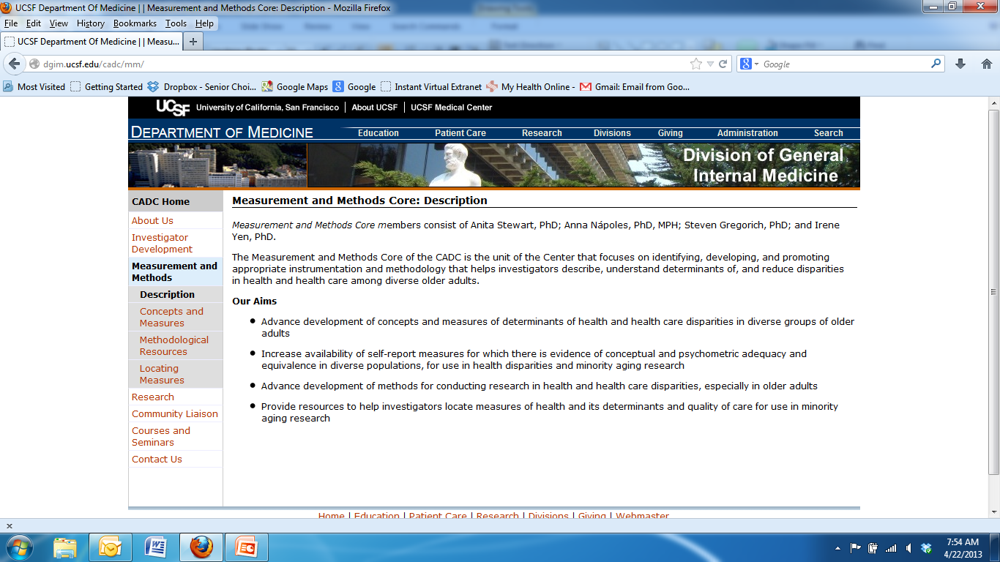 UCSF Department Of Medicine | | Measurement and Methods Core: Description - Mozilla Firefox
File Edit View History Bookmarks Tools Help
UCSF Department Of Medicine | | Measu...
dgim.ucsf.edu/cadc/mm/
Google
Most Visited Getting Started Dropbox - Senior Choi... Google Maps Google Instant Virtual Extranet My Health Online - Gmail: Email from Goo...
UCSF University of California, San Francisco | About UCSF | UCSF Medical Center
DEPARTMENT OF MEDICINE Education Patient Care Research Divisions Giving Administration Search
Division of General
Internal Medicine
CADC Home
About Us
Investigator
Development
Measurement and
Methods
Description
Concepts and
Measures
Methodological
Resources
Locating
Measures
Research
Community Liaison
Courses and
Seminars
Contact Us
Measurement and Methods Core: Description
Measurement and Methods Core members consist of Anita Stewart, PhD; Anna Nápoles, PhD, MPH; Steven Gregorich, PhD; and Irene
Yen, PhD.
The Measurement and Methods Core of the CADC is the unit of the Center that focuses on identifying, developing, and promoting
appropriate instrumentation and methodology that helps investigators describe, understand determinants of, and reduce disparities
in health and health care among diverse older adults.
Our Aims
• Advance development of concepts and measures of determinants of health and health care disparities in diverse groups of older
adults
• Increase availability of self-report measures for which there is evidence of conceptual and psychometric adequacy and
equivalence in diverse populations, for use in health disparities and minority aging research
• Advance development of methods for conducting research in health and health care disparities, especially in older adults
• Provide resources to help investigators locate measures of health and its determinants and quality of care for use in minority
aging research
Home | Education | Patient Care | Research | Divisions | Giving | Webmaster
7:54 AM
4/22/2013